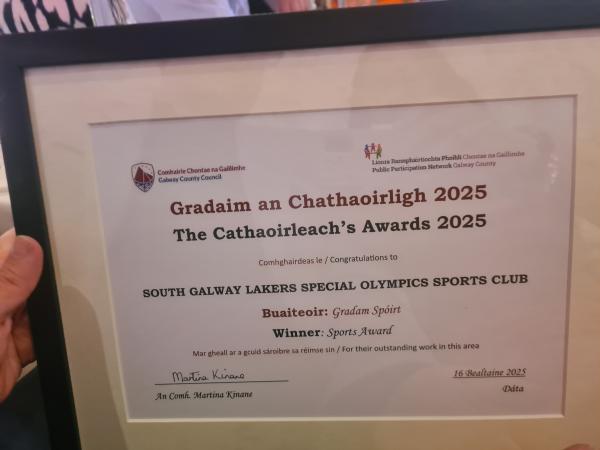 Comhairle Chontae na Gaillimhe
Galway County Council
Líonra Rannpháirtíochta Phoiblí Chontae na Gaillimhe
Public Participation Network Galway County
Gradaim an Chathaoirligh 2025
The Cathaoirleach's Awards 2025
Comhghairdeas le / Congratulations to
SOUTH GALWAY LAKERS SPECIAL OLYMPICS SPORTS CLUB
Buaiteoir: Gradam Spóirt
Winner: Sports Award
Mar gheall ar a gcuid sároibre sa réimse sin / For their outstanding work in this area
Martina Kinane
16 Bealtaine 2025
An Comh. Martina Kinane
Dáta